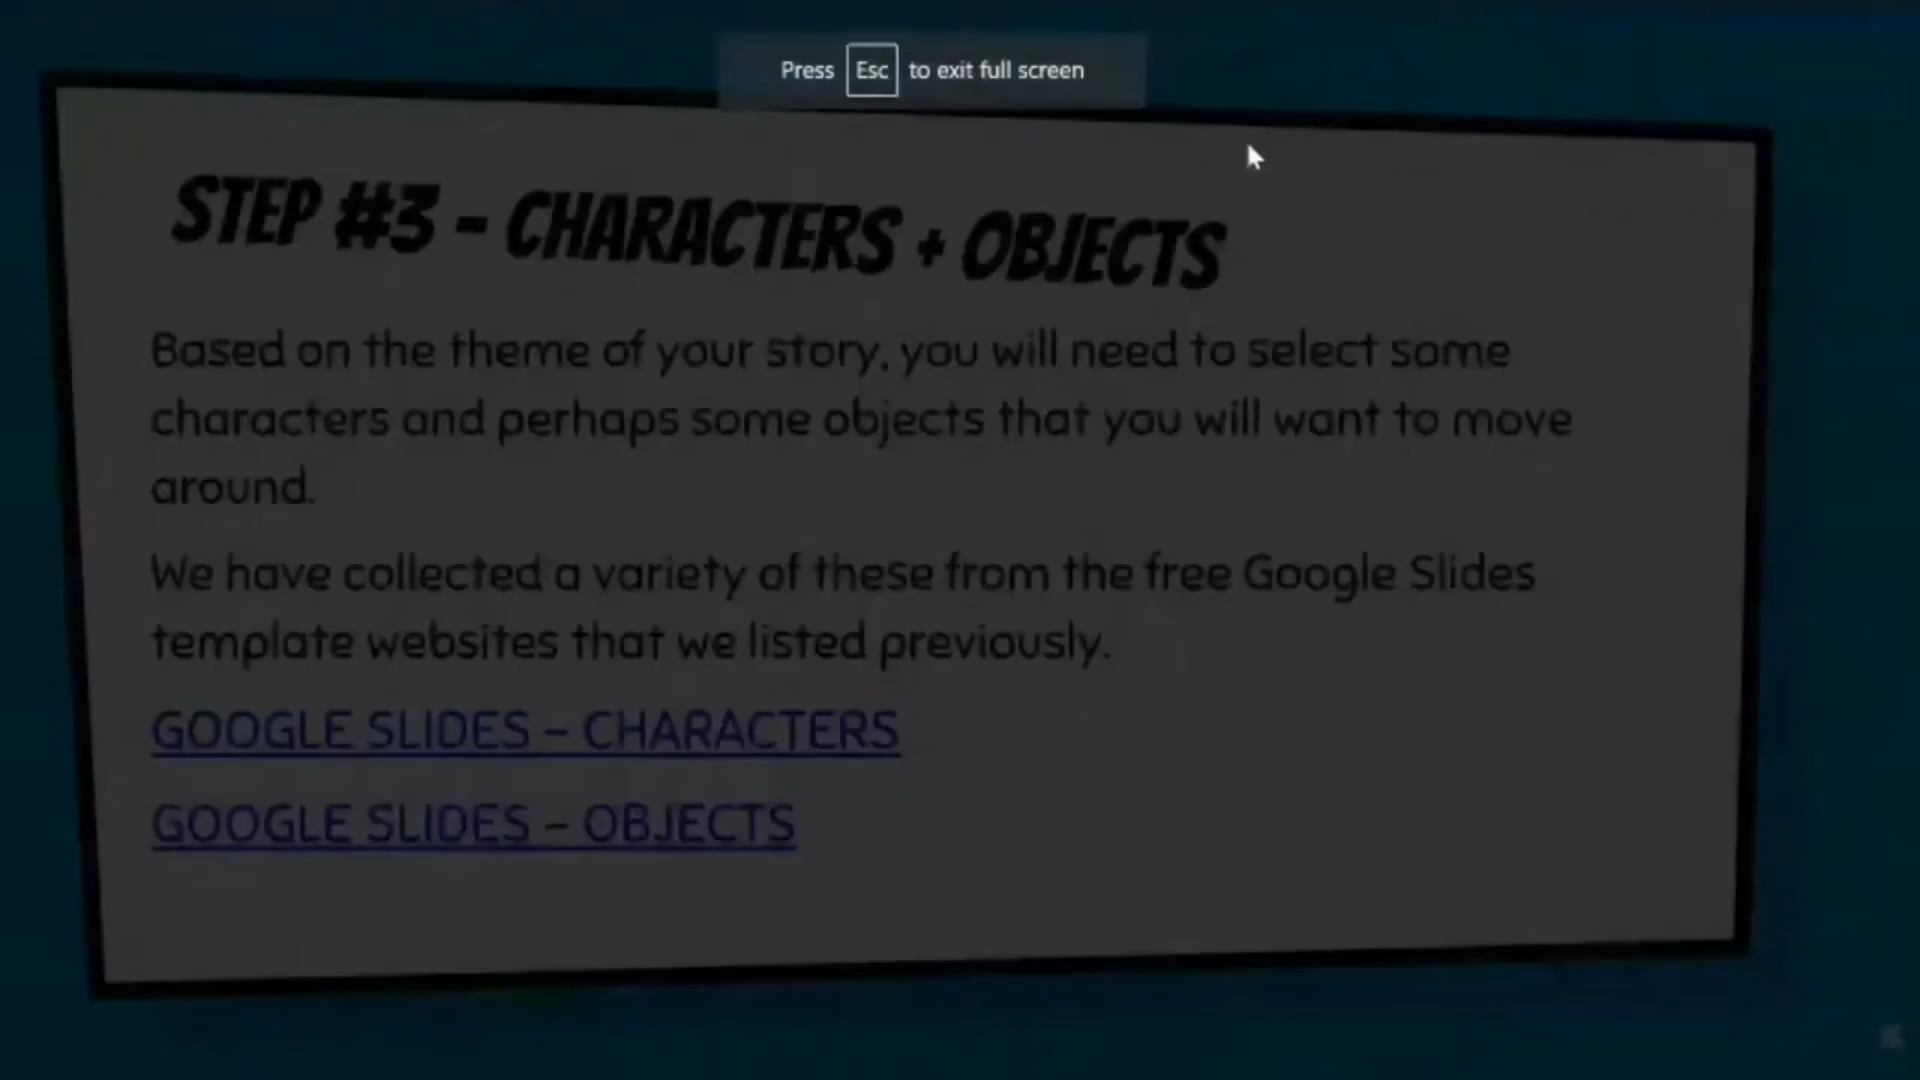 Press Esc to exit full screen
STEP #3 - CHARACTERS + OBJECTS
Based on the theme of your story, you will need to select some
characters and perhaps some objects that you will want to move
around.
We have collected a variety of these from the free Google Slides
template websites that we listed previously.
GOOGLE SLIDES - CHARACTERS
GOOGLE SLIDES - OBJECTS